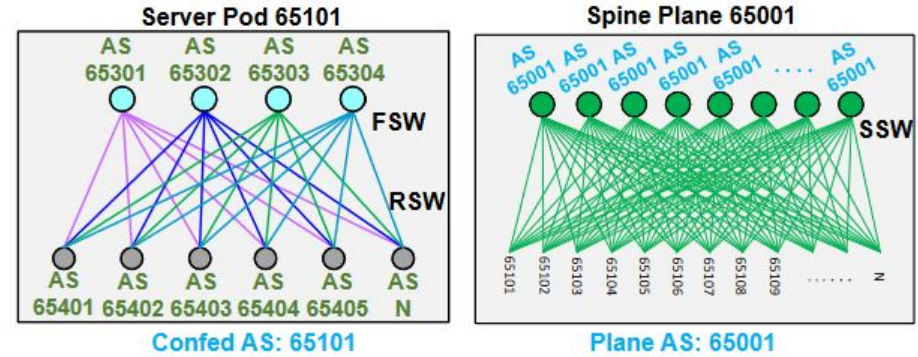 Server Pod 65101
AS AS AS AS
65301 65302 65303 65304
FSW
RSW
AS AS AS AS AS AS
65401 65402 65403 65404 65405 N
Confed AS: 65101
Spine Plane 65001
AS 65001
AS 65001
AS 65001
AS 65001
AS 65001
. . . .
AS 65001
SSW
65101
65102
65103
65104
65105
65106
65107
65108
65109
......
N
Plane AS: 65001